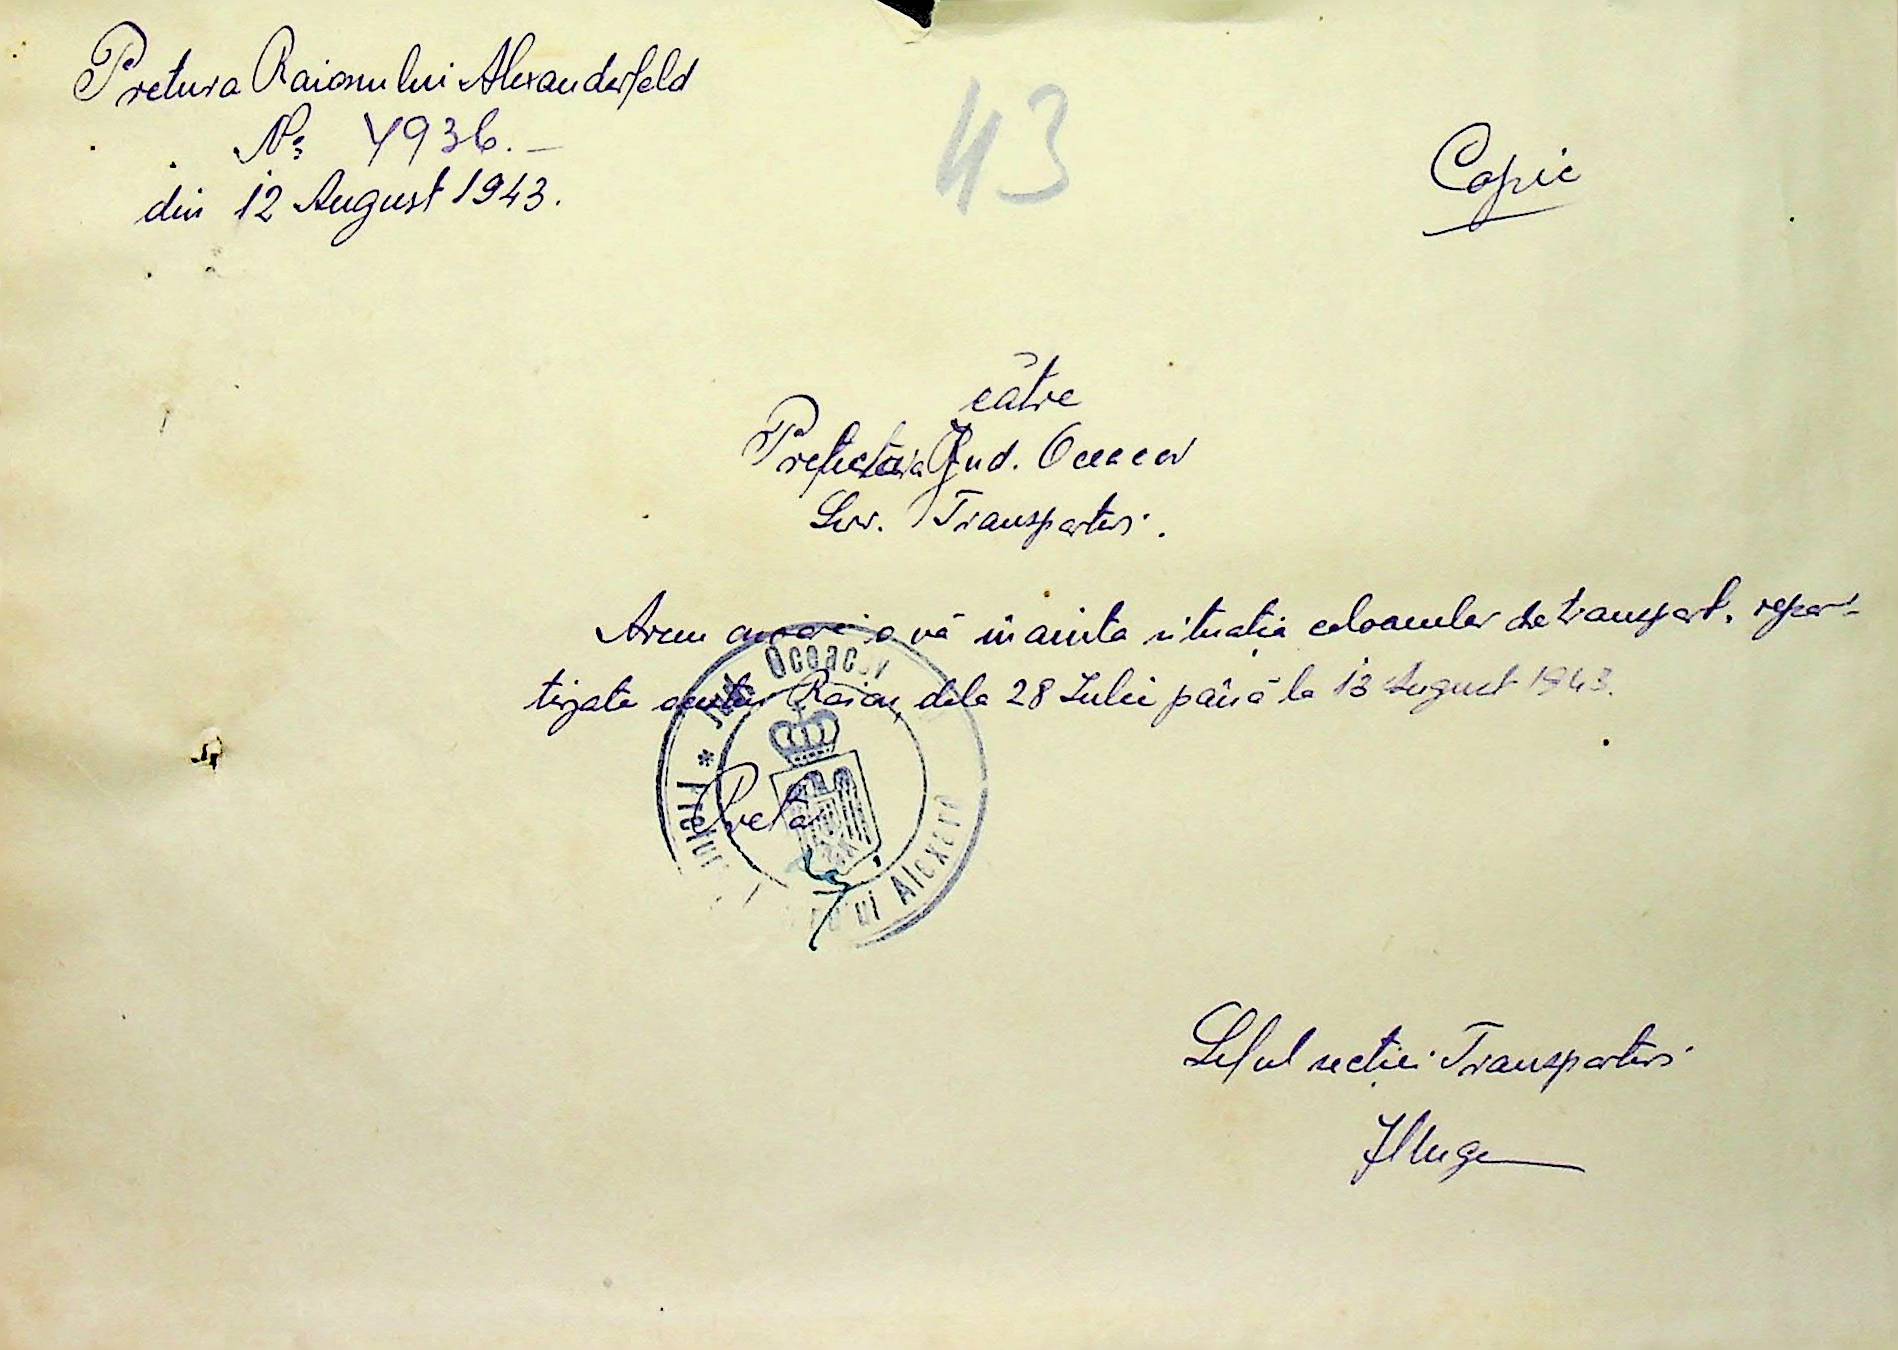 Pretura Raionului Alexanderfeld
№ 4936.-
din 12 August 1943.
43
Copie
către
Prefectura Jud. Oceacov
Serv. Transporturi.
Avem onoare a vă înainta situația coloanelor de transport, repar-
tizate acestui Raion, dela 28 Iulie până la 13 August 1943.
Jud. Oceacov
Pretor
Șeful secției Transporturi